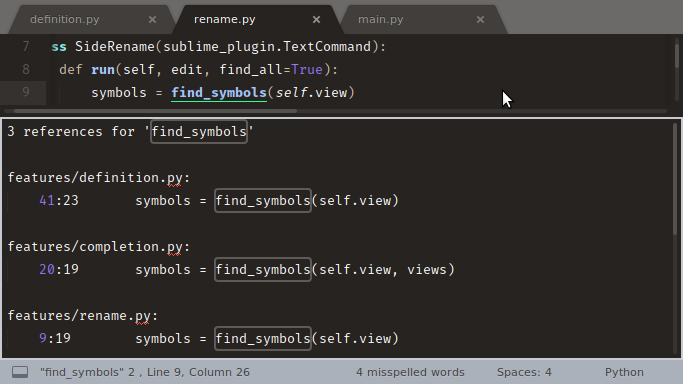 definition.py × rename.py × main.py ×
7 ss SideRename(sublime_plugin.TextCommand):
8 def run(self, edit, find_all=True):
9 symbols = find_symbols(self.view)
3 references for 'find_symbols'
features/definition.py:
41:23 symbols = find_symbols(self.view)
features/completion.py:
20:19 symbols = find_symbols(self.view, views)
features/rename.py:
9:19 symbols = find_symbols(self.view)
"find_symbols" 2 , Line 9, Column 26 4 misspelled words Spaces: 4 Python